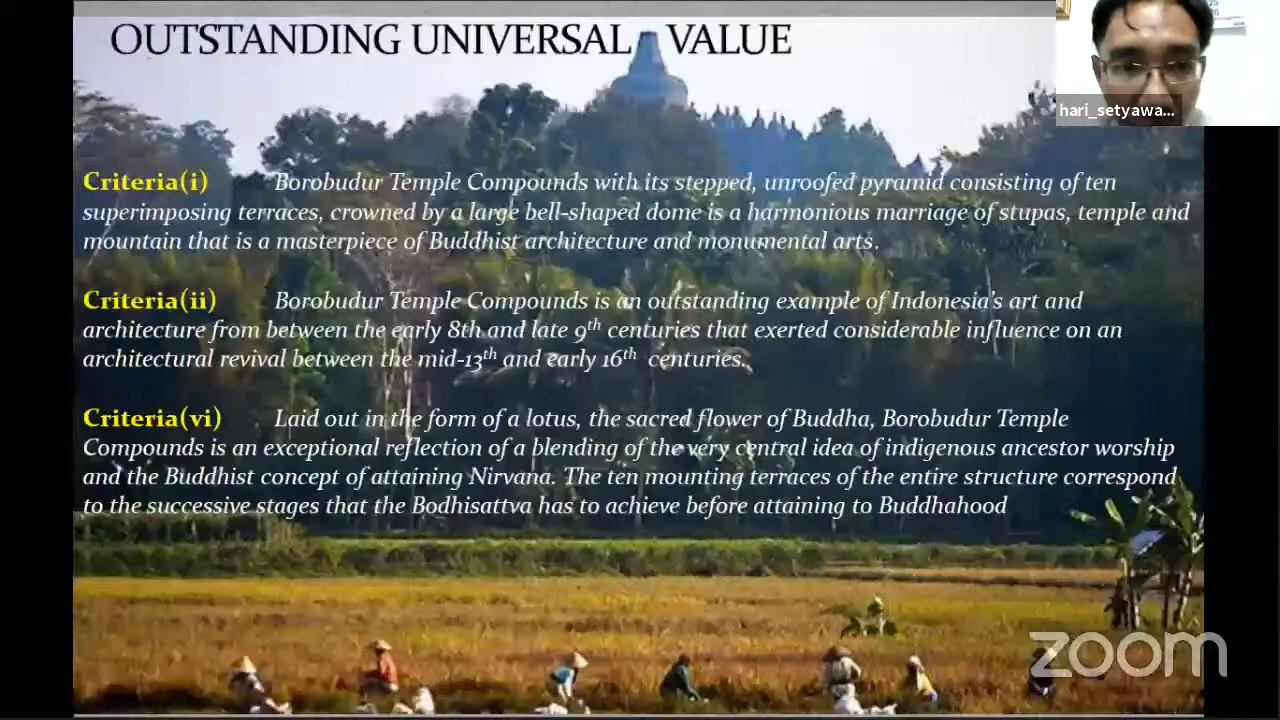 OUTSTANDING UNIVERSAL VALUE
hari_setyawa...
Criteria(i) Borobudur Temple Compounds with its stepped, unroofed pyramid consisting of ten
superimposing terraces, crowned by a large bell-shaped dome is a harmonious marriage of stupas, temple and
mountain that is a masterpiece of Buddhist architecture and monumental arts.
Criteria(ii) Borobudur Temple Compounds is an outstanding example of Indonesia's art and
architecture from between the early 8th and late 9th centuries that exerted considerable influence on an
architectural revival between the mid-13th and early 16th centuries.
Criteria(vi) Laid out in the form of a lotus, the sacred flower of Buddha, Borobudur Temple
Compounds is an exceptional reflection of a blending of the very central idea of indigenous ancestor worship
and the Buddhist concept of attaining Nirvana. The ten mounting terraces of the entire structure correspond
to the successive stages that the Bodhisattva has to achieve before attaining to Buddhahood
zoom